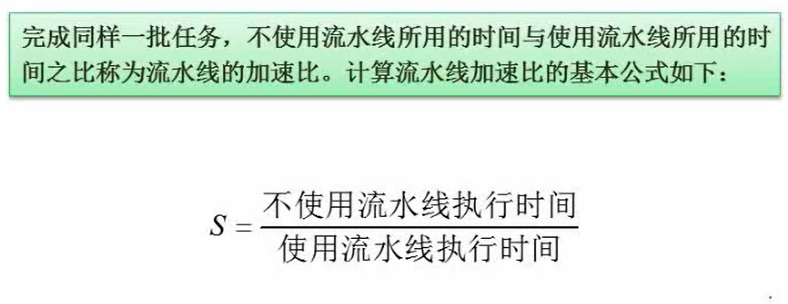 完成同样一批任务，不使用流水线所用的时间与使用流水线所用的时
间之比称为流水线的加速比。计算流水线加速比的基本公式如下：
S = 不使用流水线执行时间
使用流水线执行时间